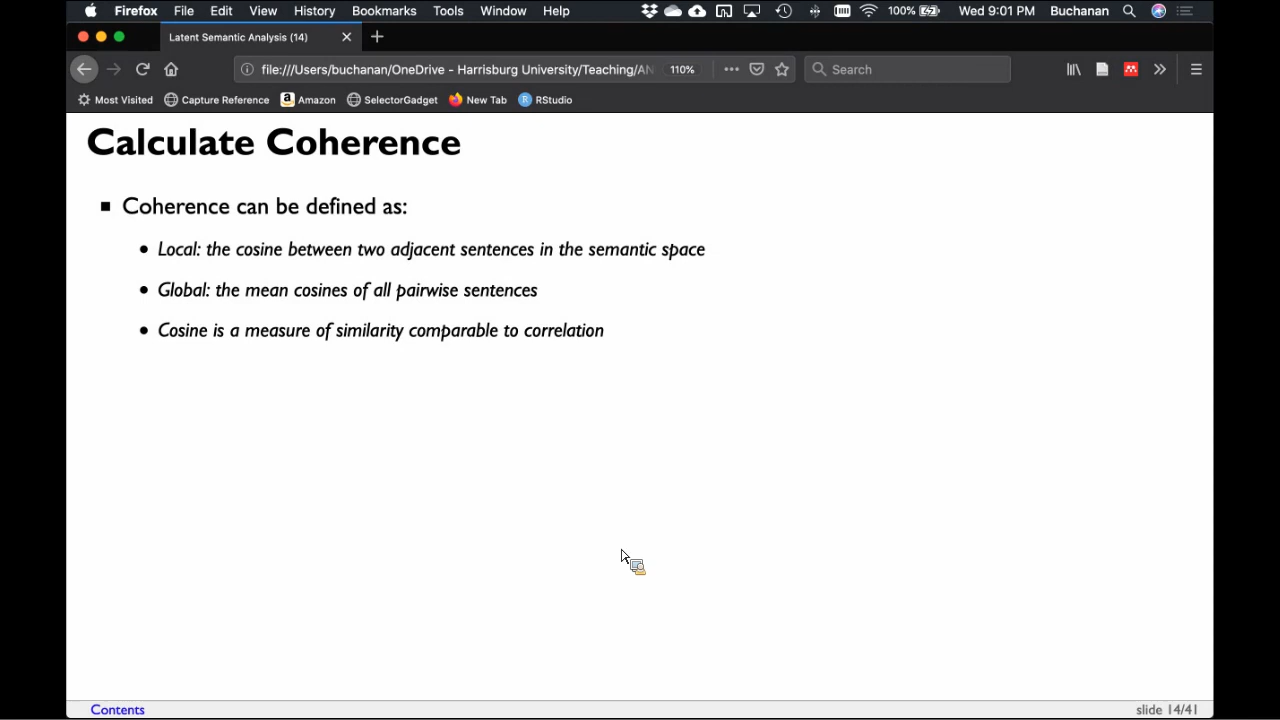 Firefox File Edit View History Bookmarks Tools Window Help 100% Wed 9:01 PM Buchanan
Latent Semantic Analysis (14)
file:///Users/buchanan/OneDrive - Harrisburg University/Teaching/AN 110% Search
Most Visited Capture Reference Amazon SelectorGadget New Tab RStudio
Calculate Coherence
Coherence can be defined as:
Local: the cosine between two adjacent sentences in the semantic space
Global: the mean cosines of all pairwise sentences
Cosine is a measure of similarity comparable to correlation
Contents slide 14/41